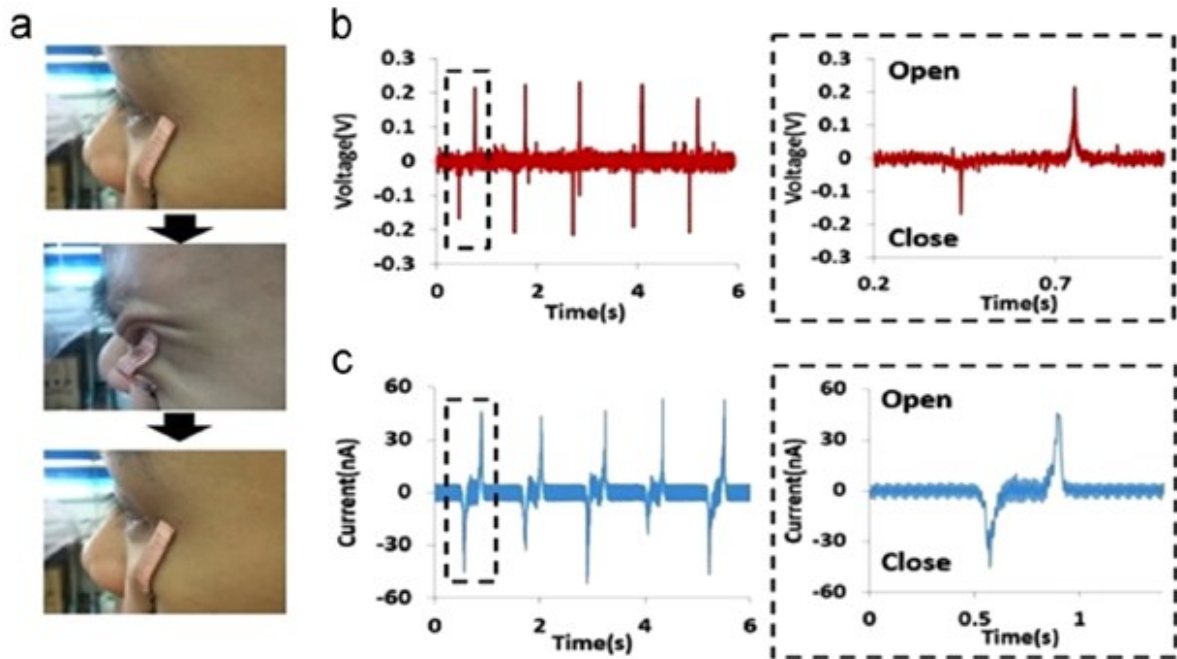 a
b
0.3
0.2
0.1
0
-0.1
-0.2
-0.3
Voltage(V)
0
2
4
6
Time(s)
0.3
0.2
0.1
0
-0.1
-0.2
-0.3
Voltage(V)
Open
Close
0.2
0.7
Time(s)
c
60
30
0
-30
-60
Current(nA)
0
2
4
6
Time(s)
60
30
0
-30
-60
Current(nA)
Open
Close
0
0.5
1
Time(s)